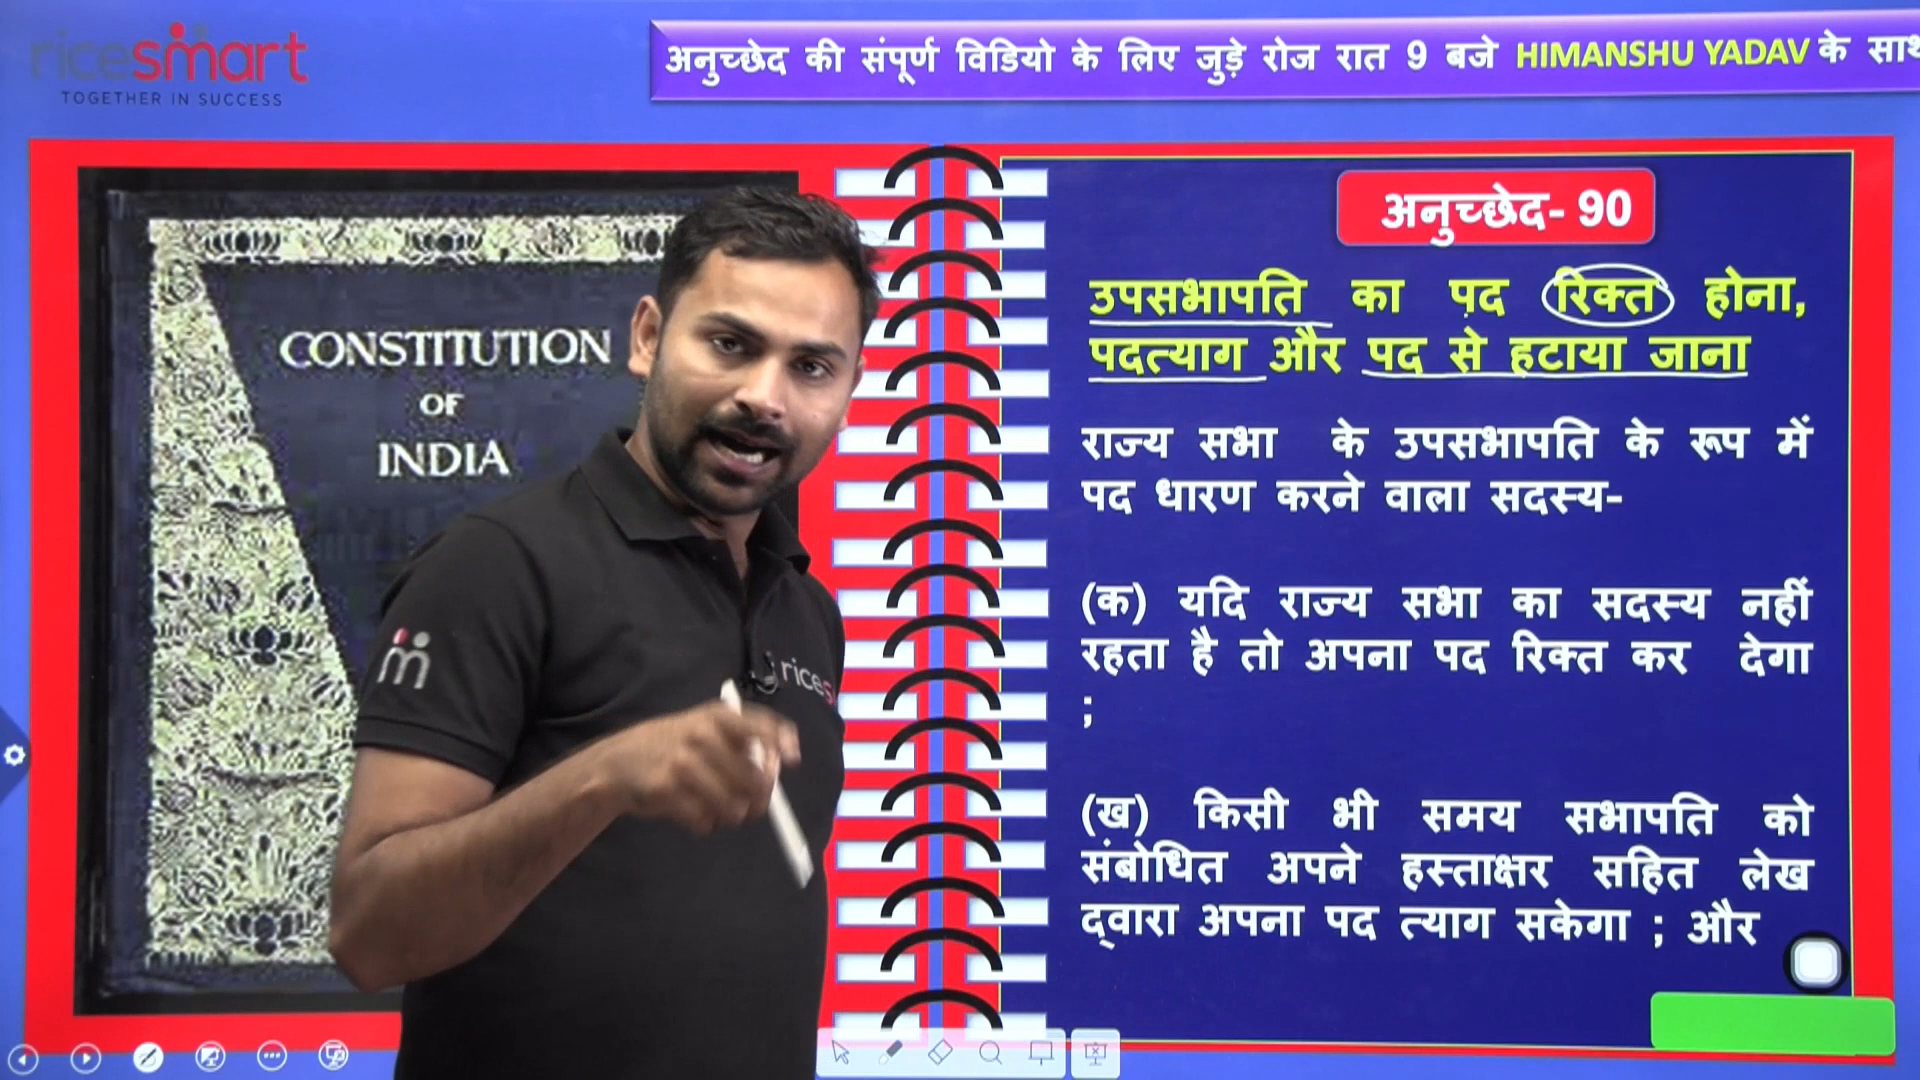 ricesmart
TOGETHER IN SUCCESS
अनुच्छेद की संपूर्ण विडियो के लिए जुड़े रोज रात 9 बजे HIMANSHU YADAV के साथ
CONSTITUTION
OF
INDIA
अनुच्छेद- 90
उपसभापति का पद रिक्त होना,
पदत्याग और पद से हटाया जाना
राज्य सभा के उपसभापति के रूप में
पद धारण करने वाला सदस्य-
(क) यदि राज्य सभा का सदस्य नहीं
रहता है तो अपना पद रिक्त कर देगा
;
(ख) किसी भी समय सभापति को
संबोधित अपने हस्ताक्षर सहित लेख
द्वारा अपना पद त्याग सकेगा ; और
rices